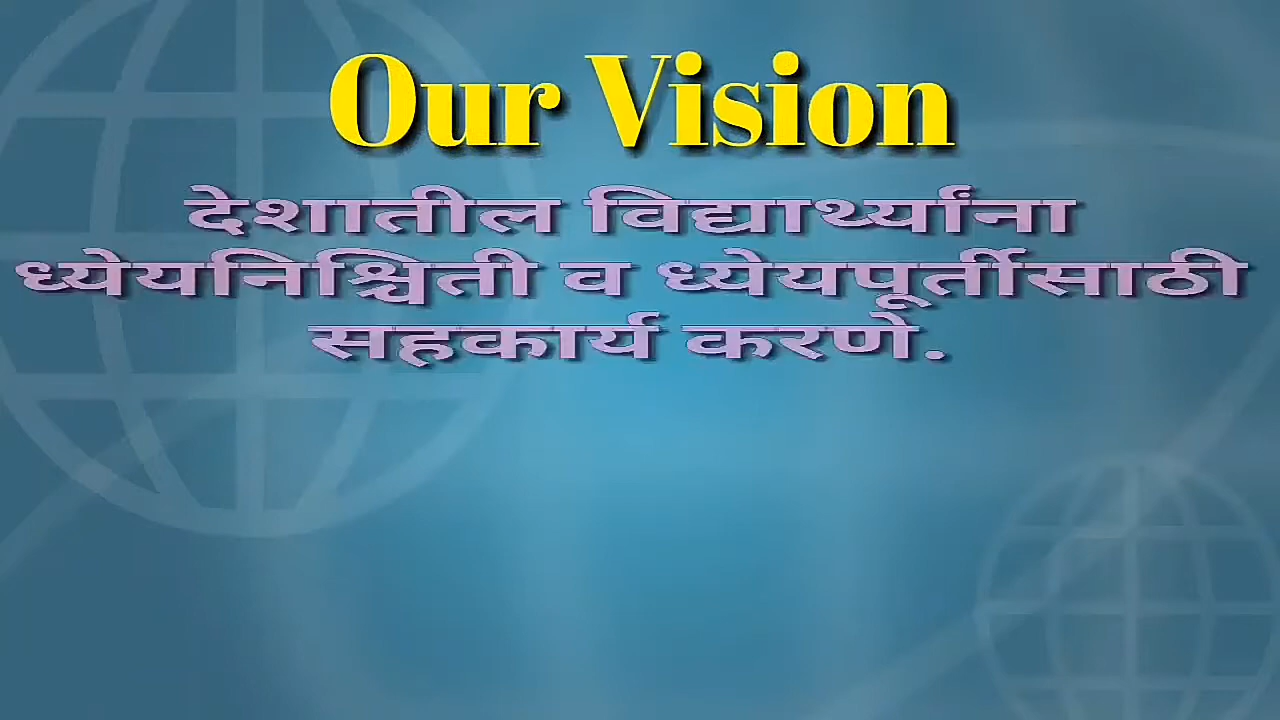 Our Vision
देशातील विद्यार्थ्यांना
ध्येयनिश्चिती व ध्येयपूर्तीसाठी
सहकार्य करणे.